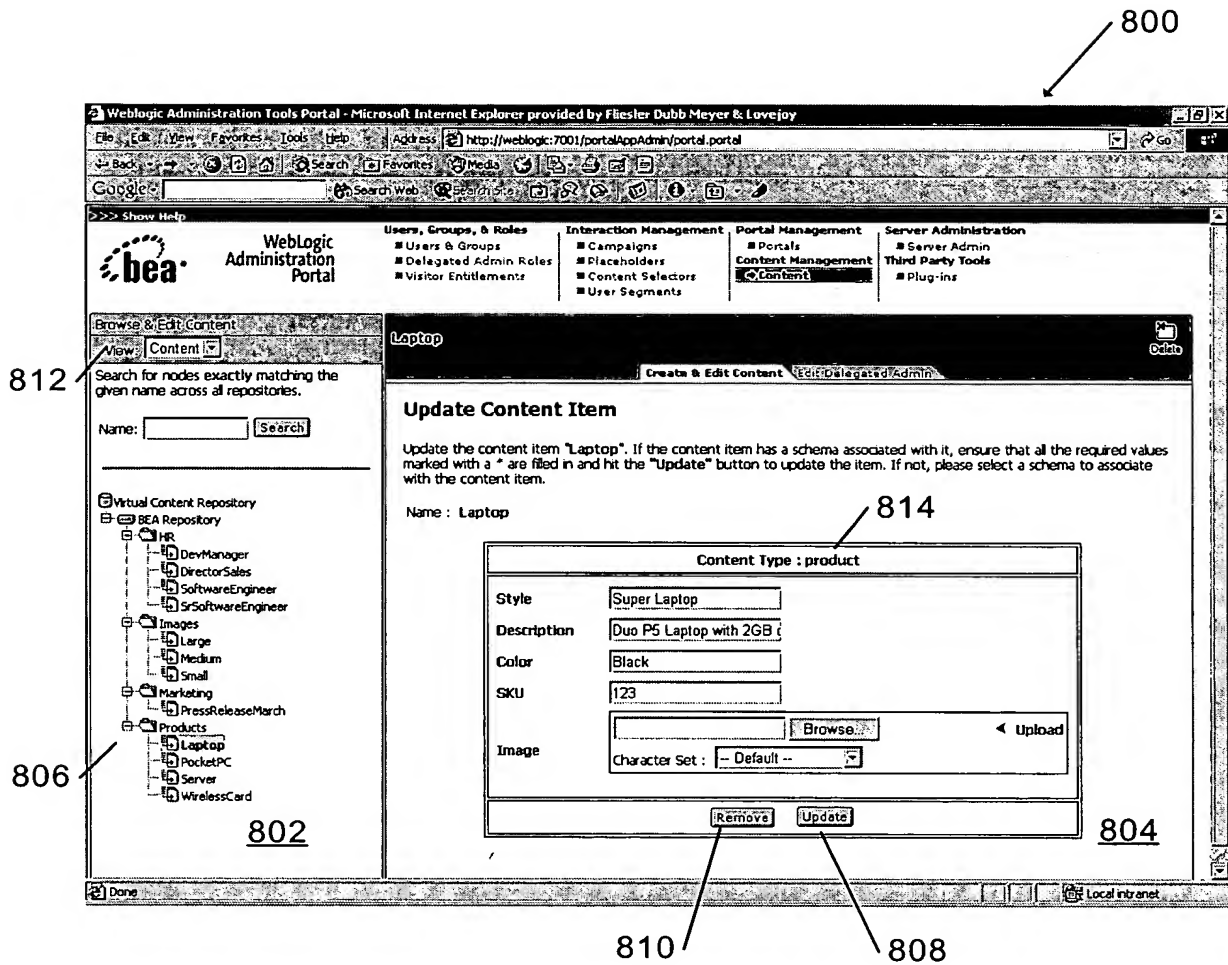 800
Weblogic Administration Tools Portal - Microsoft Internet Explorer provided by Fliesler Dubb Meyer & Lovejoy
File Edit View Favorites Tools Help Address http://weblogic:7001/portalAppAdmin/portal.portal Go
Back Search Favorites Media
Google Search Web Search Site
>>> Show Help
bea WebLogic Administration Portal
Users, Groups, & Roles
Users & Groups
Delegated Admin Roles
Visitor Entitlements
Interaction Management
Campaigns
Placeholders
Content Selectors
User Segments
Portal Management
Portals
Content Management
Content
Server Administration
Server Admin
Third Party Tools
Plug-ins
Browse & Edit Content
View: Content
812
Search for nodes exactly matching the
given name across all repositories.
Name: Search
Virtual Content Repository
BEA Repository
HR
DevManager
DirectorSales
SoftwareEngineer
SrSoftwareEngineer
Images
Large
Medium
Small
Marketing
PressReleaseMarch
Products
Laptop
PocketPC
Server
WirelessCard
806
802
Laptop
Delete
Create & Edit Content Edit Delegated Admin
Update Content Item
Update the content item "Laptop". If the content item has a schema associated with it, ensure that all the required values
marked with a * are filled in and hit the "Update" button to update the item. If not, please select a schema to associate
with the content item.
Name : Laptop
814
Content Type : product
Style Super Laptop
Description Duo P5 Laptop with 2GB
Color Black
SKU 123
Browse... Upload
Image
Character Set : -- Default --
Remove Update
804
Done Local intranet
810 808